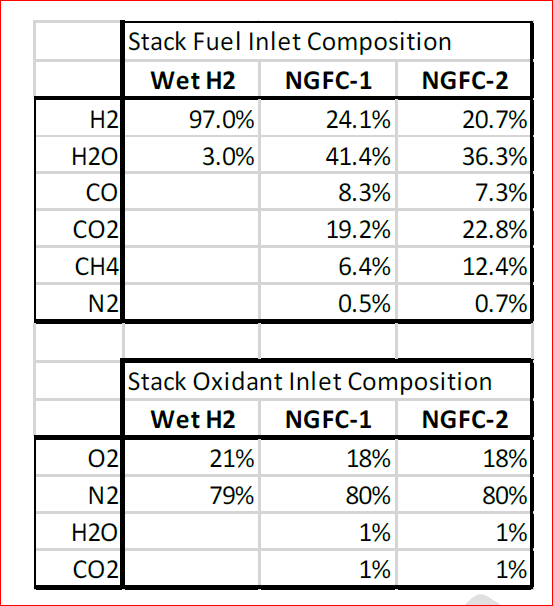 Stack Fuel Inlet Composition
Wet H2 NGFC-1 NGFC-2
H2 97.0% 24.1% 20.7%
H2O 3.0% 41.4% 36.3%
CO 8.3% 7.3%
CO2 19.2% 22.8%
CH4 6.4% 12.4%
N2 0.5% 0.7%
Stack Oxidant Inlet Composition
Wet H2 NGFC-1 NGFC-2
O2 21% 18% 18%
N2 79% 80% 80%
H2O 1% 1%
CO2 1% 1%